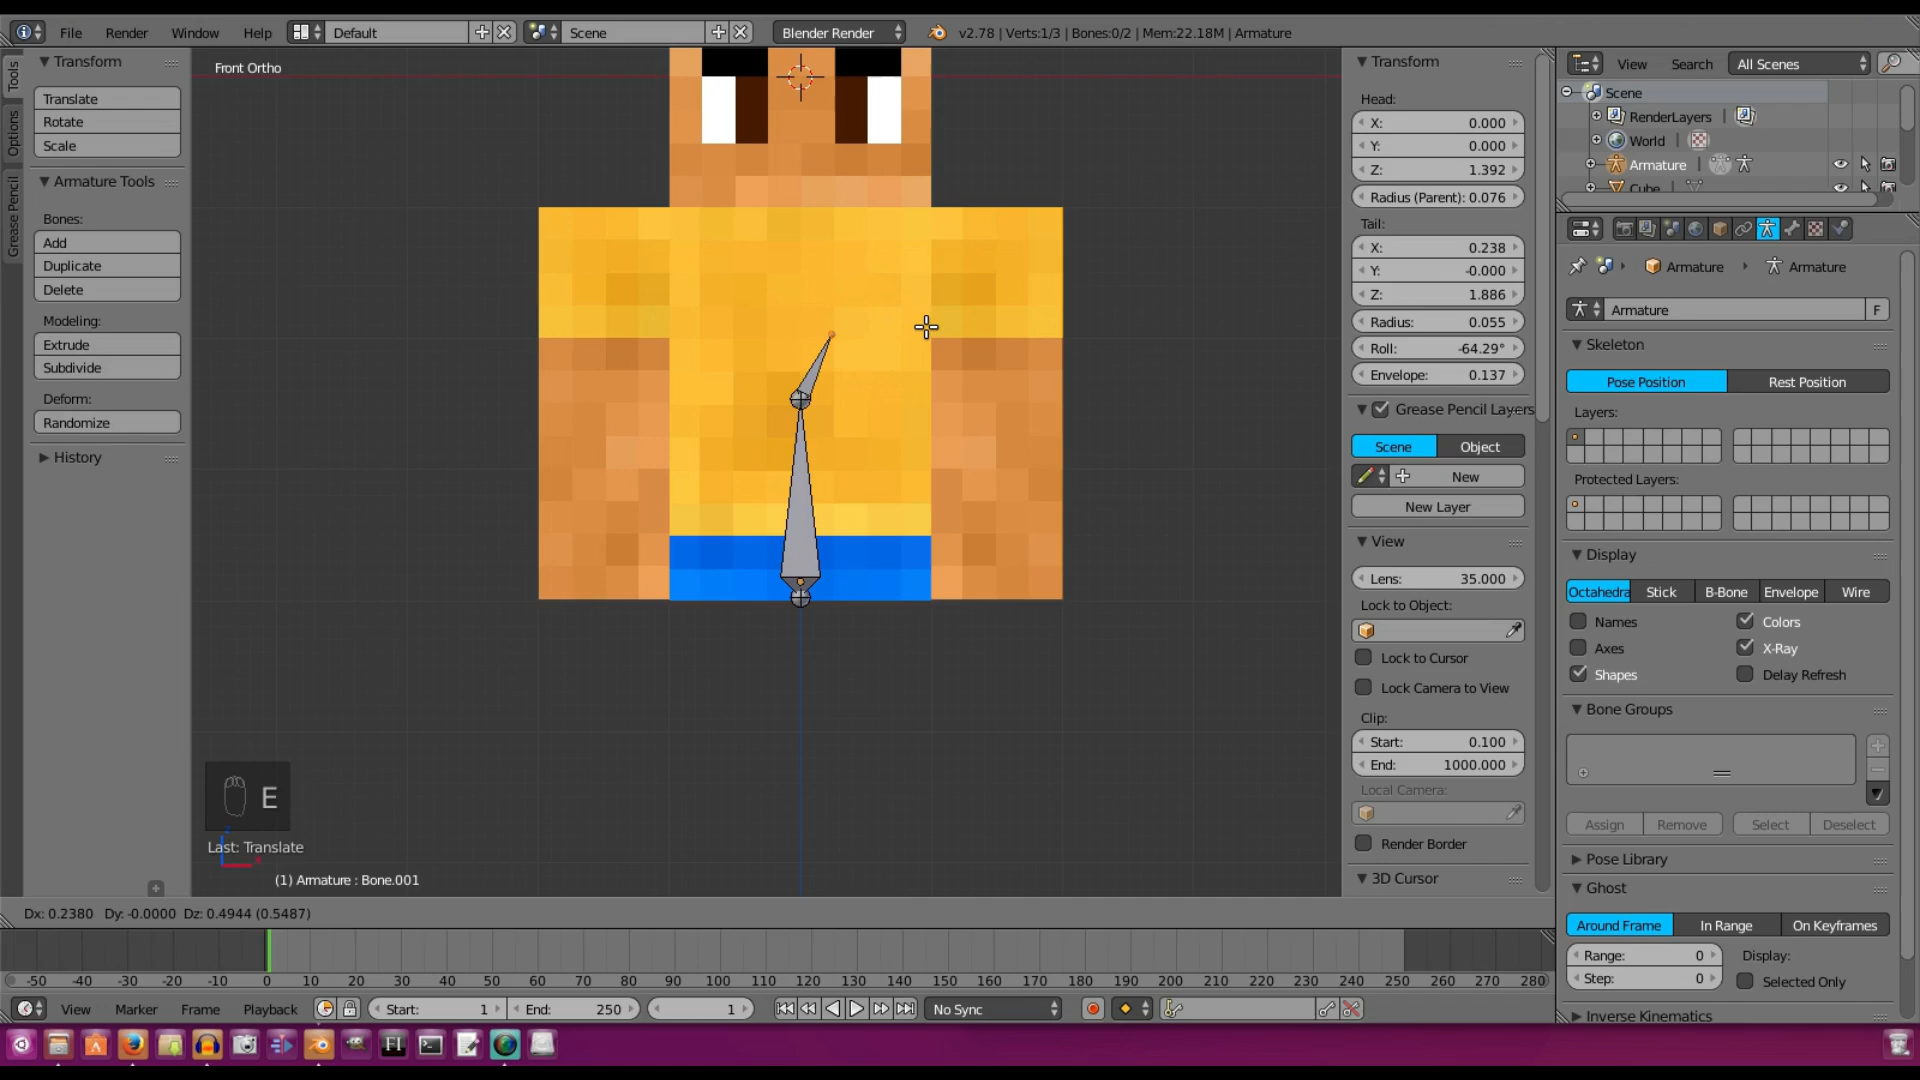 File Render Window Help Default Scene Blender Render v2.78 | Verts:1/3 | Bones:0/2 | Mem:22.18M | Armature
Tools
Options
Grease Pencil
Transform
Translate
Rotate
Scale
Armature Tools
Bones:
Add
Duplicate
Delete
Modeling:
Extrude
Subdivide
Deform:
Randomize
History
Front Ortho
E
Last: Translate
(1) Armature : Bone.001
Dx: 0.2380 Dy: -0.0000 Dz: 0.4944 (0.5487)
Transform
Head:
X: 0.000
Y: 0.000
Z: 1.392
Radius (Parent): 0.076
Tail:
X: 0.238
Y: -0.000
Z: 1.886
Radius: 0.055
Roll: -64.29°
Envelope: 0.137
Grease Pencil Layers
Scene Object
New
New Layer
View
Lens: 35.000
Lock to Object:
Lock to Cursor
Lock Camera to View
Clip:
Start: 0.100
End: 1000.000
Local Camera:
Render Border
3D Cursor
View Search All Scenes
Scene
RenderLayers |
World |
Armature |
Cube |
Armature Armature
Armature F
Skeleton
Pose Position Rest Position
Layers:
Protected Layers:
Display
Octahedra Stick B-Bone Envelope Wire
Names Colors
Axes X-Ray
Shapes Delay Refresh
Bone Groups
Assign Remove Select Deselect
Pose Library
Ghost
Around Frame In Range On Keyframes
Range: 0 Display:
Step: 0 Selected Only
Inverse Kinematics
-50 -40 -30 -20 -10 0 10 20 30 40 50 60 70 80 90 100 110 120 130 140 150 160 170 180 190 200 210 220 230 240 250 260 270 280
View Marker Frame Playback Start: 1 End: 250 1 No Sync